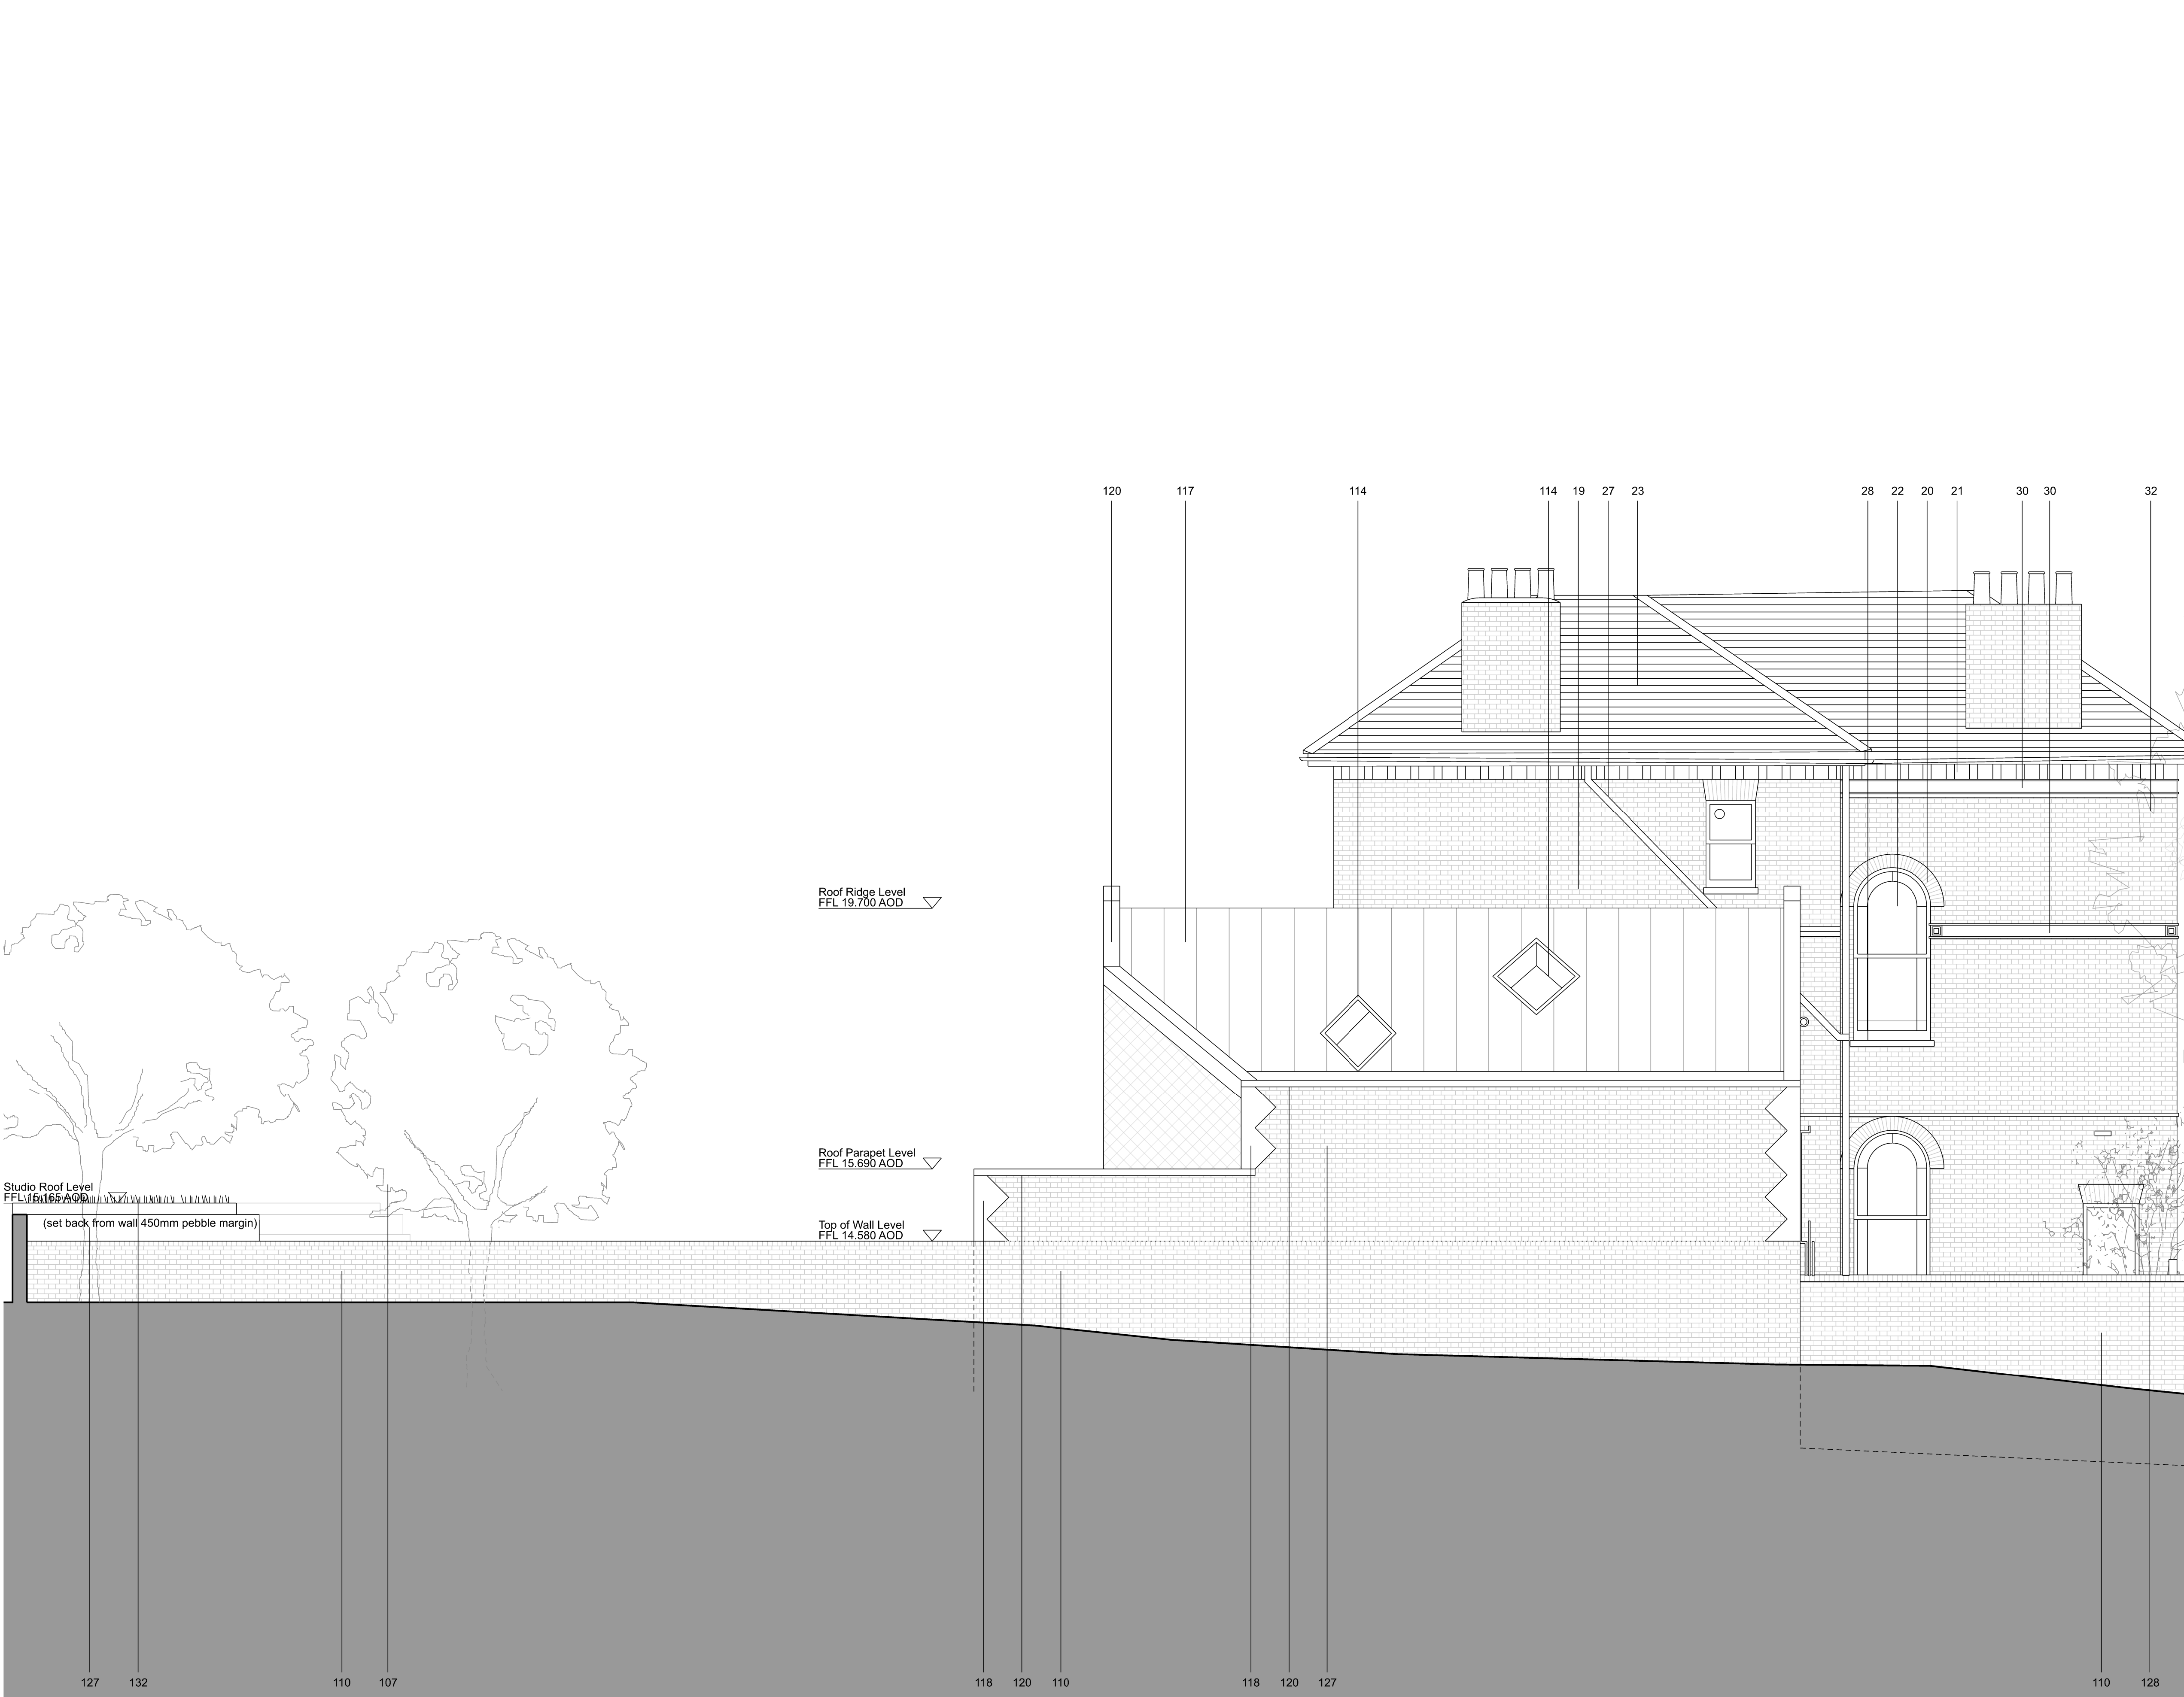 120 117 114 114 19 27 23 28 22 20 21 30 30 32
Roof Ridge Level
FFL 19.700 AOD
Roof Parapet Level
FFL 15.690 AOD
Studio Roof Level
FFL 15.165 AOD
(set back from wall 450mm pebble margin)
Top of Wall Level
FFL 14.580 AOD
127 132 110 107 118 120 110 118 120 127 110 128